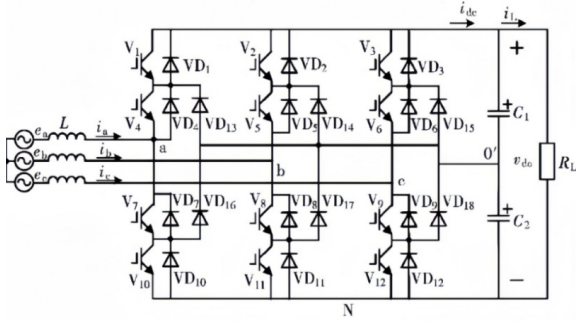 i_dc i_L
V_1 VD_1 V_2 VD_2 V_3 VD_3 +
V_4 VD_4 VD_13 V_5 VD_5 VD_14 V_6 VD_6 VD_15 + C_1
e_a L i_a a
e_b i_b b 0′ v_dc R_L
e_c i_c c
V_7 VD_7 VD_16 V_8 VD_8 VD_17 V_9 VD_9 VD_18 + C_2
V_10 VD_10 V_11 VD_11 V_12 VD_12 −
N